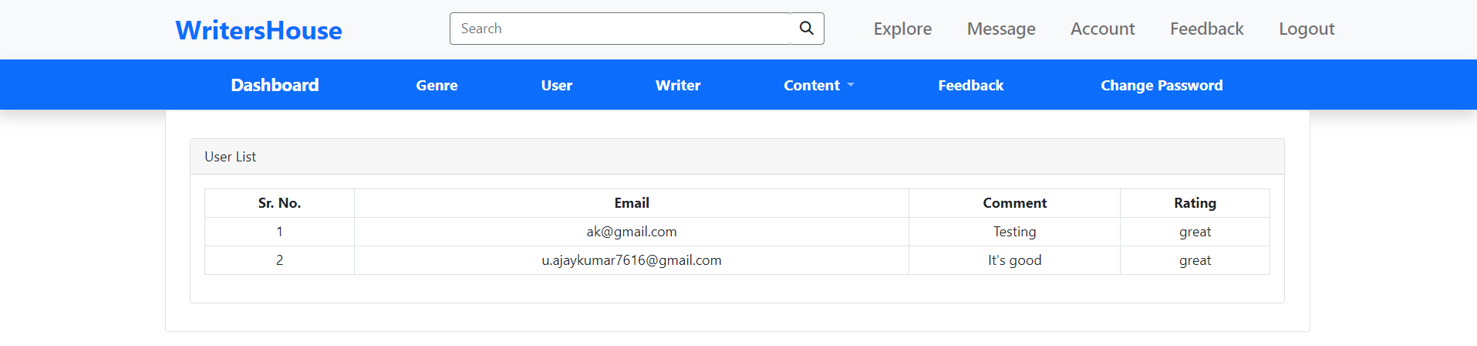 WritersHouse Search Explore Message Account Feedback Logout
Dashboard Genre User Writer Content Feedback Change Password
User List
Sr. No. Email Comment Rating
1 ak@gmail.com Testing great
2 u.ajaykumar7616@gmail.com It's good great